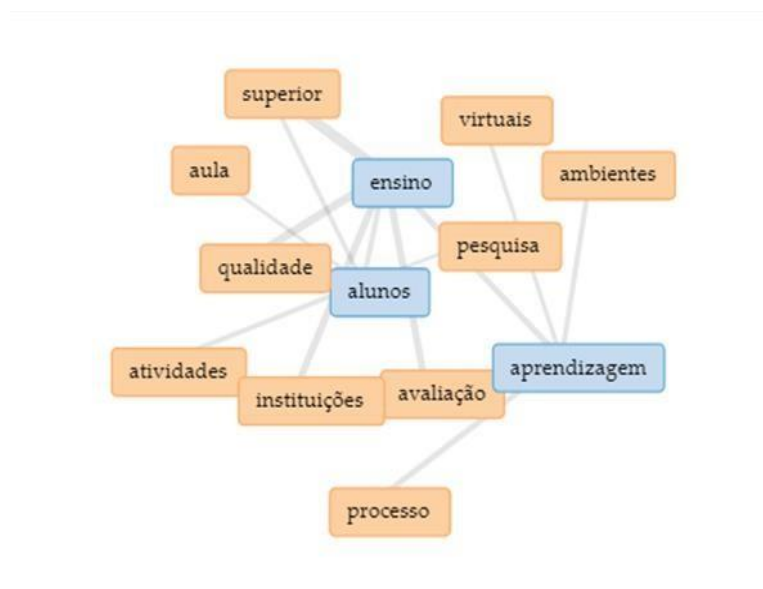 superior
virtuais
aula
ensino
ambientes
qualidade
pesquisa
alunos
atividades
instituições
avaliação
aprendizagem
processo